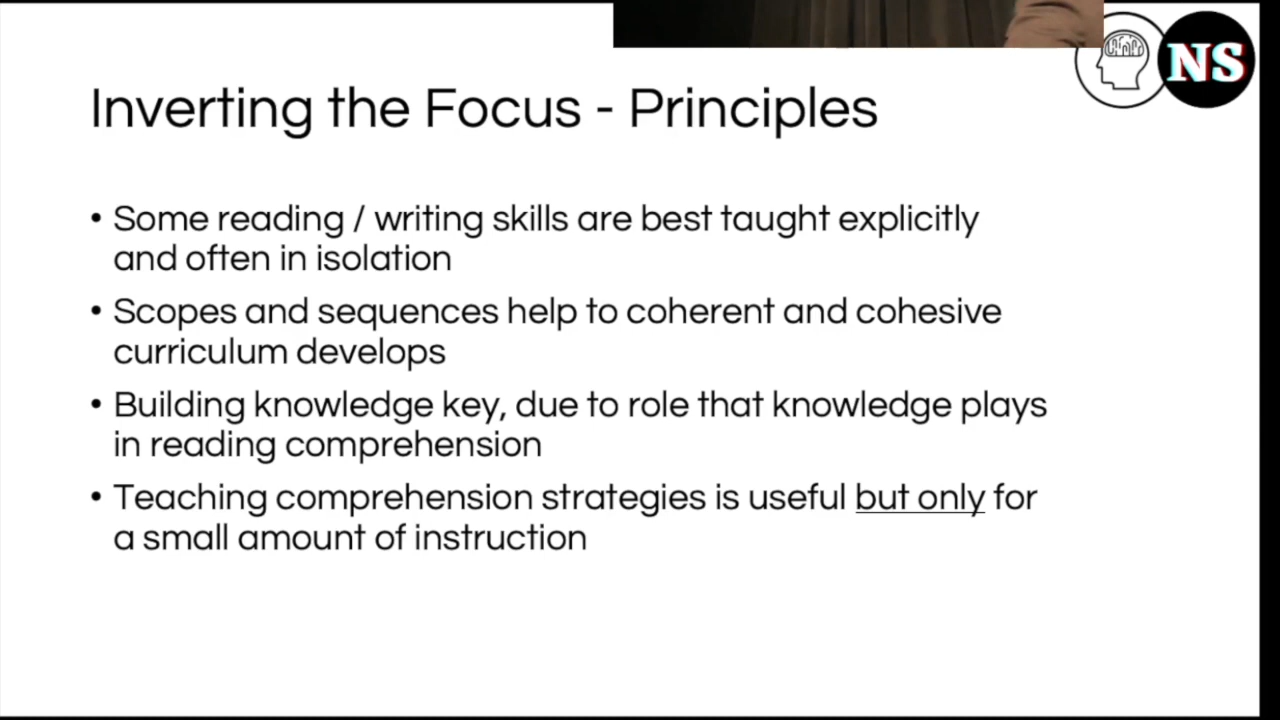 NS
Inverting the Focus - Principles
• Some reading / writing skills are best taught explicitly
and often in isolation
• Scopes and sequences help to coherent and cohesive
curriculum develops
• Building knowledge key, due to role that knowledge plays
in reading comprehension
• Teaching comprehension strategies is useful but only for
a small amount of instruction